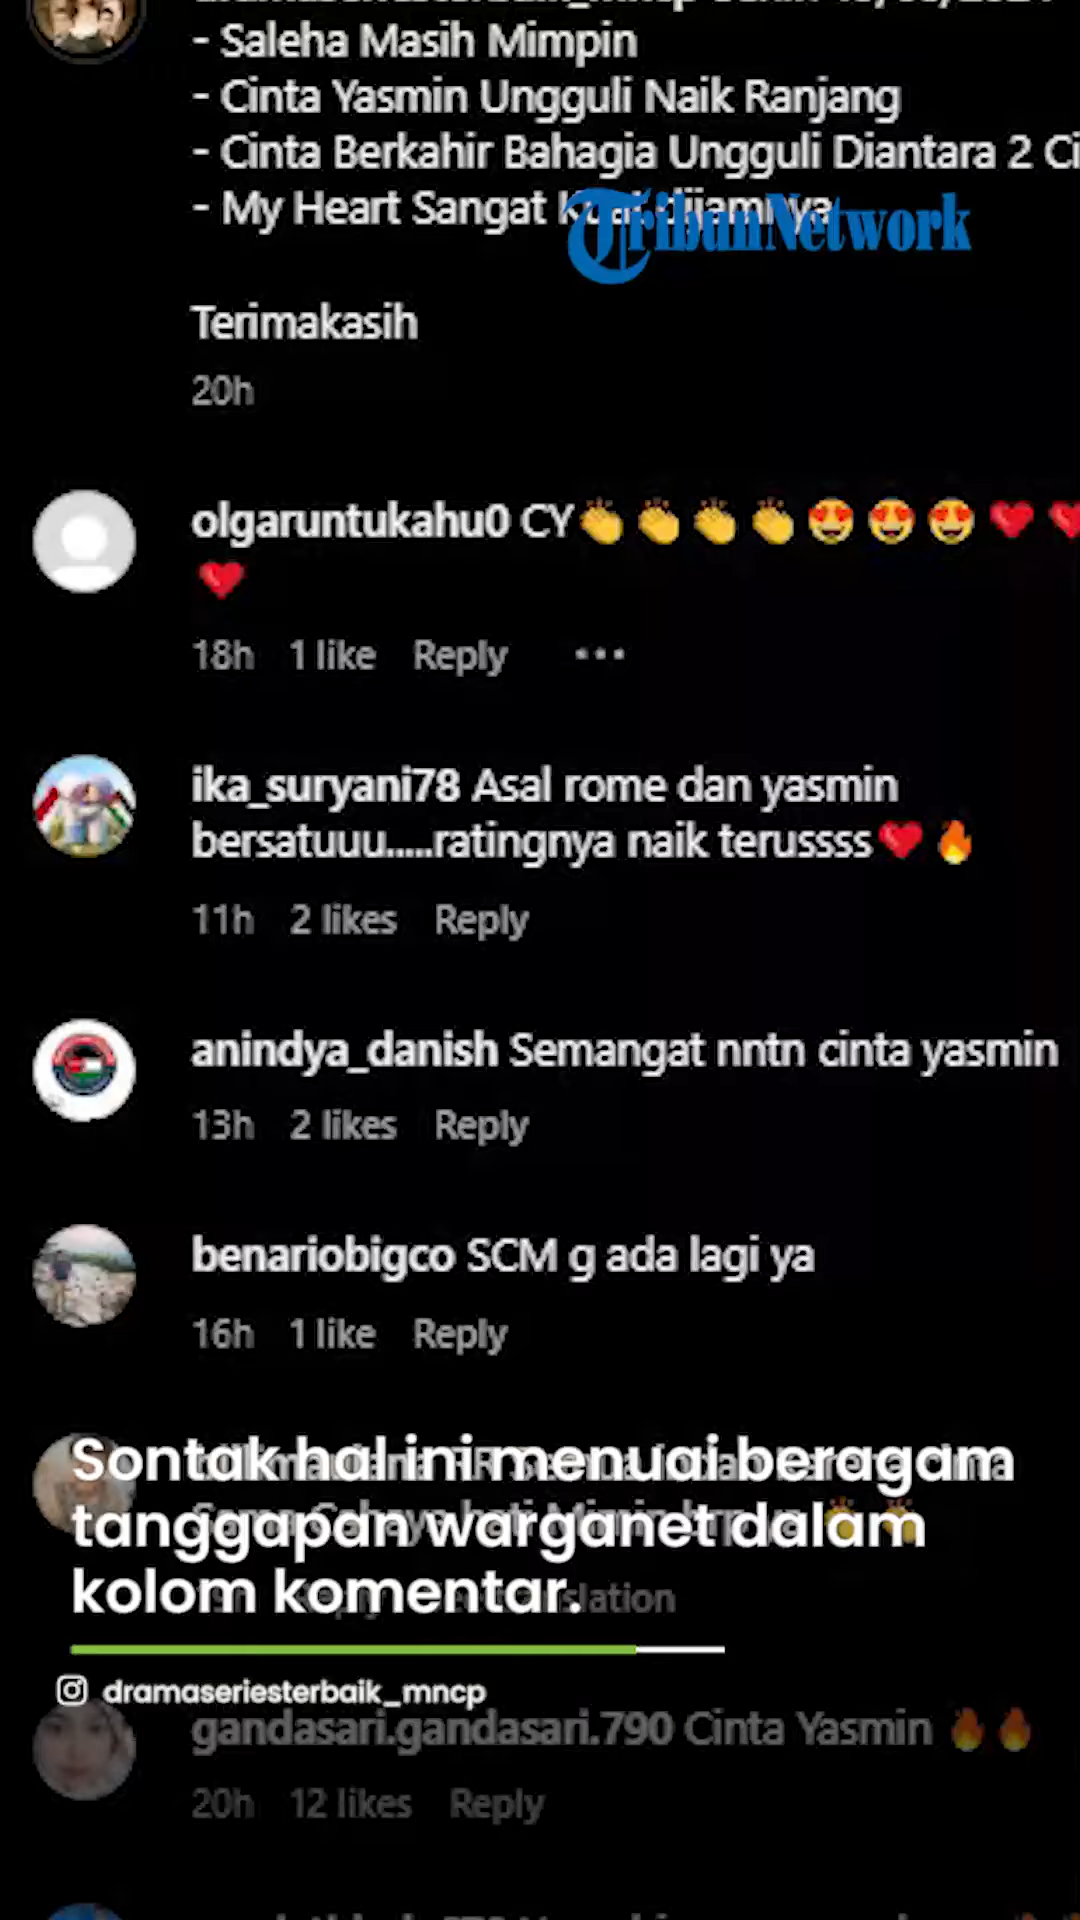 - Saleha Masih Mimpin
- Cinta Yasmin Ungguli Naik Ranjang
- Cinta Berkahir Bahagia Ungguli Diantara 2 Ci
- My Heart Sangat Kuat dijamnya
TribunNetwork
Terimakasih
20h
olgaruntukahu0 CY👏👏👏👏😍😍😍❤️❤️
❤️
18h 1 like Reply ...
ika_suryani78 Asal rome dan yasmin
bersatuuu.....ratingnya naik terussss❤️🔥
11h 2 likes Reply
anindya_danish Semangat nntn cinta yasmin
13h 2 likes Reply
benariobigco SCM g ada lagi ya
16h 1 like Reply
Sontak hal ini menuai beragam
tanggapan warganet dalam
kolom komentar.
dramaseriesterbaik_mncp
gandasari.gandasari.790 Cinta Yasmin 🔥🔥
20h 12 likes Reply